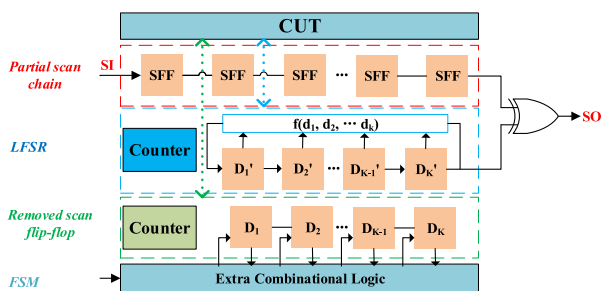 CUT
Partial scan chain
SI
SFF SFF SFF ... SFF SFF
SO
LFSR
Counter
f(d₁, d₂, ··· dₖ)
D₁' D₂' ... Dₖ₋₁' Dₖ'
Removed scan flip-flop
Counter
D₁ D₂ ... Dₖ₋₁ Dₖ
FSM
Extra Combinational Logic